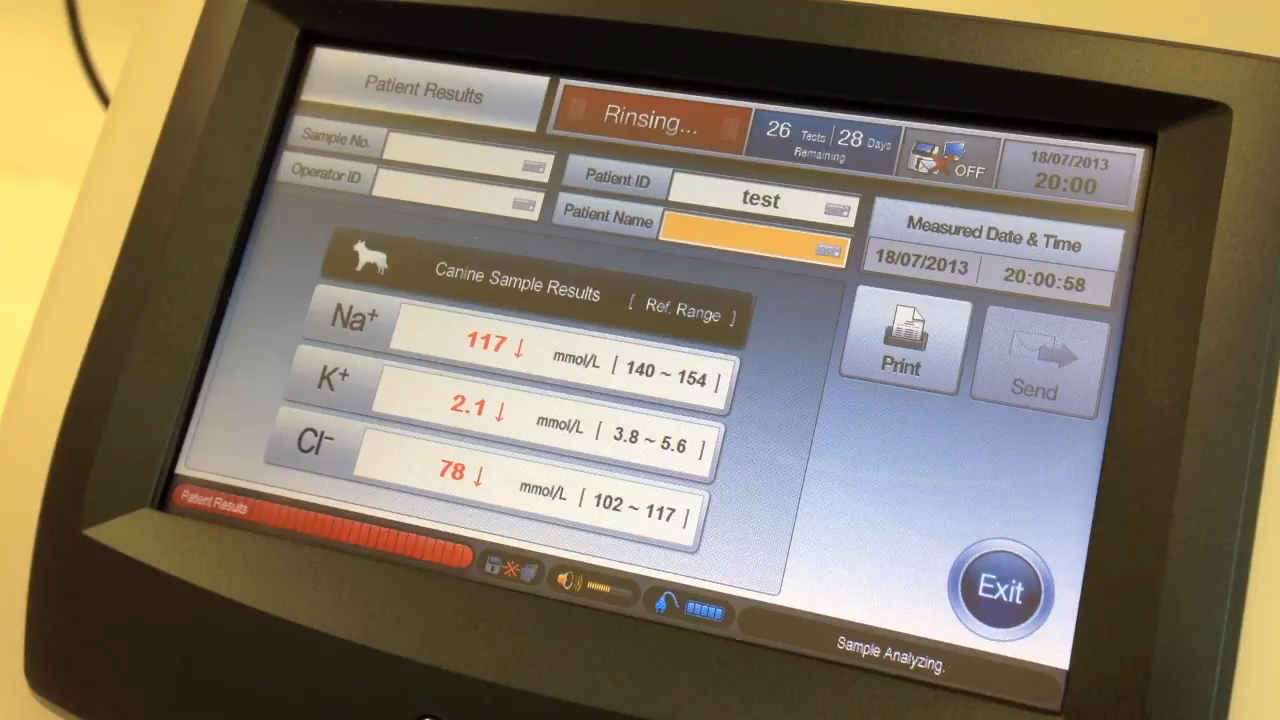 Patient Results
Rinsing...
26 Tests | 28 Days
Remaining
OFF
18/07/2013
20:00
Sample No.
Operator ID
Patient ID
test
Patient Name
Measured Date & Time
18/07/2013 20:00:58
Canine Sample Results [ Ref. Range ]
Na+ 117 ↓ mmol/L [ 140 ~ 154 ]
K+ 2.1 ↓ mmol/L [ 3.8 ~ 5.6 ]
Cl− 78 ↓ mmol/L [ 102 ~ 117 ]
Print
Send
Patient Results
Exit
Sample Analyzing.